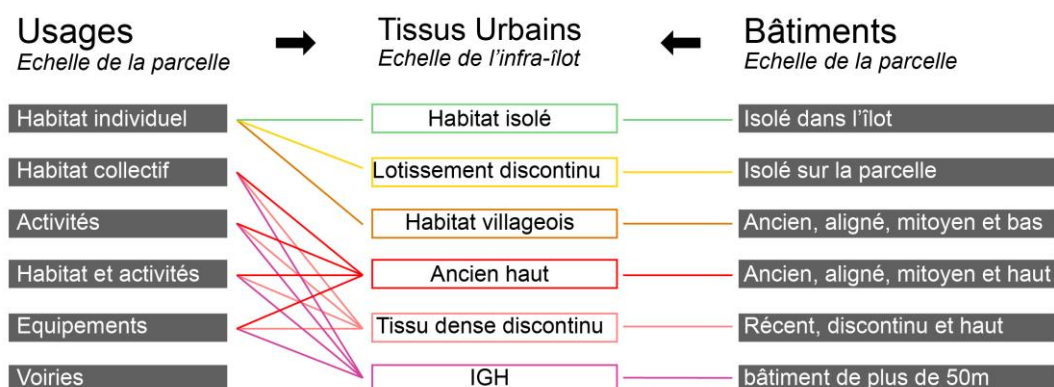 Usages
Echelle de la parcelle
Tissus Urbains
Echelle de l'infra-îlot
Bâtiments
Echelle de la parcelle
Habitat individuel
Habitat isolé
Isolé dans l'îlot
Habitat collectif
Lotissement discontinu
Isolé sur la parcelle
Activités
Habitat villageois
Ancien, aligné, mitoyen et bas
Habitat et activités
Ancien haut
Ancien, aligné, mitoyen et haut
Equipements
Tissu dense discontinu
Récent, discontinu et haut
Voiries
IGH
bâtiment de plus de 50m